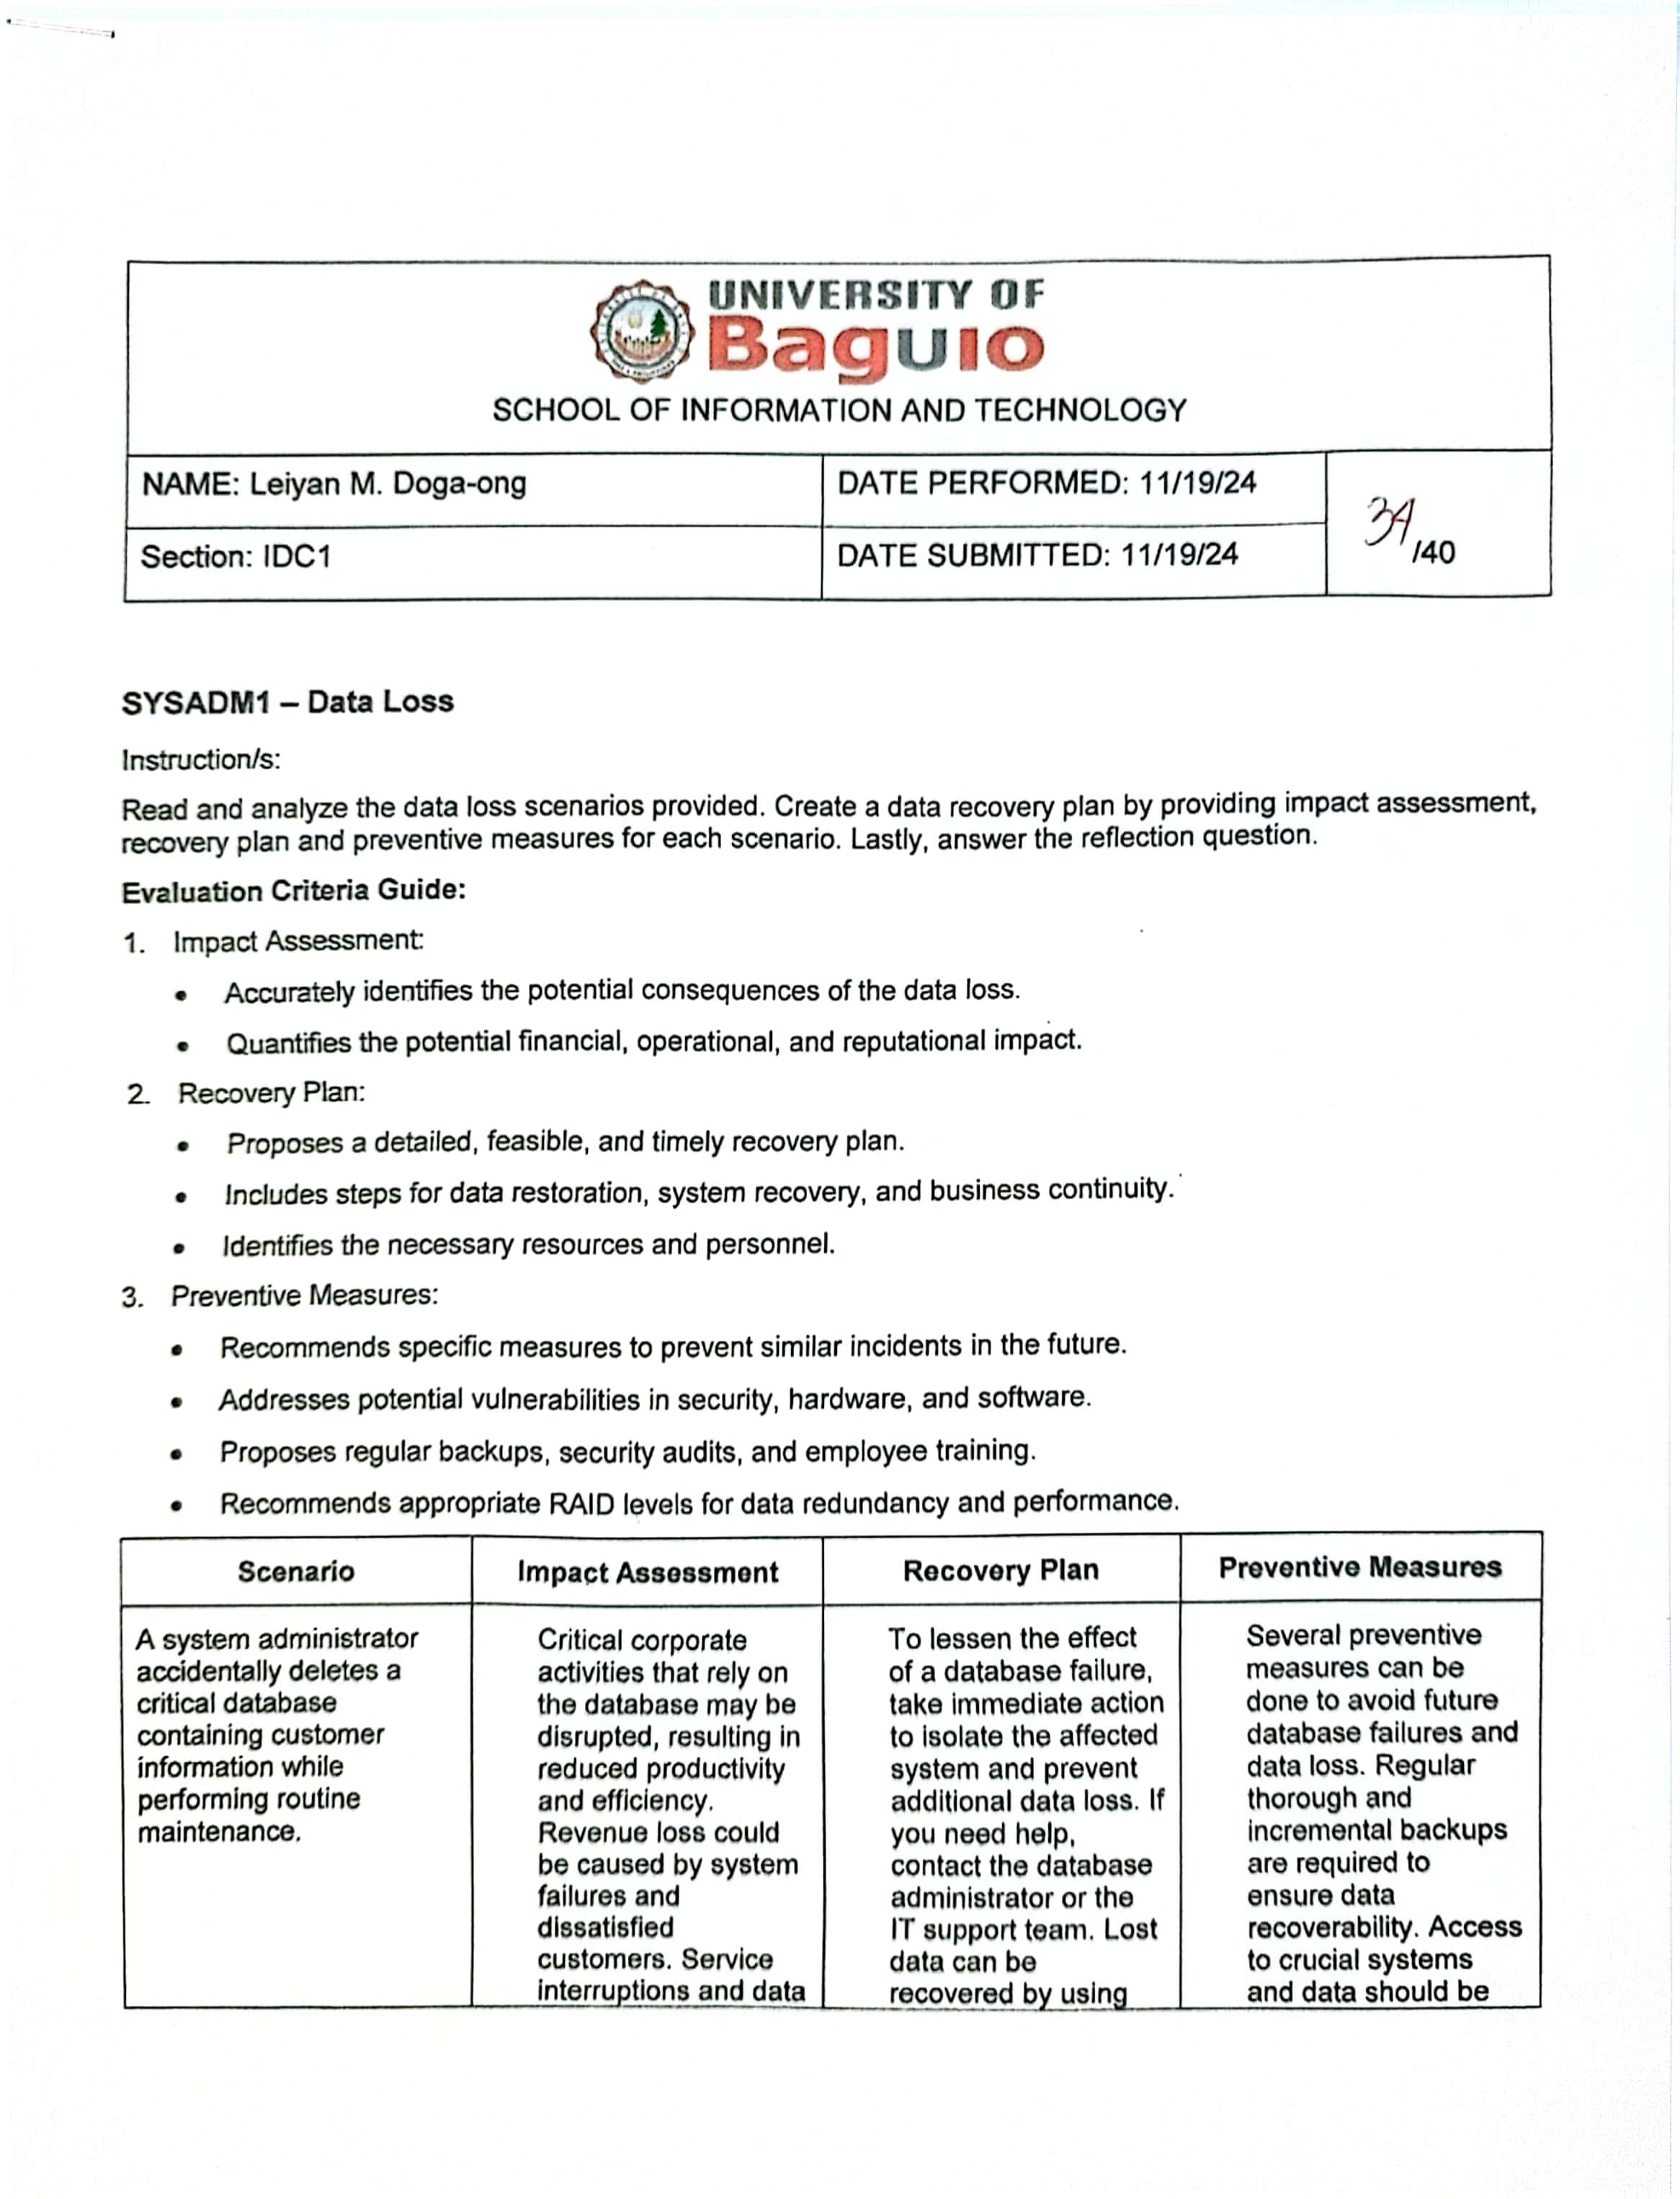 UNIVERSITY OF
Baguio
SCHOOL OF INFORMATION AND TECHNOLOGY
NAME: Leiyan M. Doga-ong
DATE PERFORMED: 11/19/24
34/40
Section: IDC1
DATE SUBMITTED: 11/19/24
SYSADM1 – Data Loss
Instruction/s:
Read and analyze the data loss scenarios provided. Create a data recovery plan by providing impact assessment,
recovery plan and preventive measures for each scenario. Lastly, answer the reflection question.
Evaluation Criteria Guide:
1. Impact Assessment:
• Accurately identifies the potential consequences of the data loss.
• Quantifies the potential financial, operational, and reputational impact.
2. Recovery Plan:
• Proposes a detailed, feasible, and timely recovery plan.
• Includes steps for data restoration, system recovery, and business continuity.
• Identifies the necessary resources and personnel.
3. Preventive Measures:
• Recommends specific measures to prevent similar incidents in the future.
• Addresses potential vulnerabilities in security, hardware, and software.
• Proposes regular backups, security audits, and employee training.
• Recommends appropriate RAID levels for data redundancy and performance.
Scenario
Impact Assessment
Recovery Plan
Preventive Measures
A system administrator
accidentally deletes a
critical database
containing customer
information while
performing routine
maintenance.
Critical corporate
activities that rely on
the database may be
disrupted, resulting in
reduced productivity
and efficiency.
Revenue loss could
be caused by system
failures and
dissatisfied
customers. Service
interruptions and data
To lessen the effect
of a database failure,
take immediate action
to isolate the affected
system and prevent
additional data loss. If
you need help,
contact the database
administrator or the
IT support team. Lost
data can be
recovered by using
Several preventive
measures can be
done to avoid future
database failures and
data loss. Regular
thorough and
incremental backups
are required to
ensure data
recoverability. Access
to crucial systems
and data should be